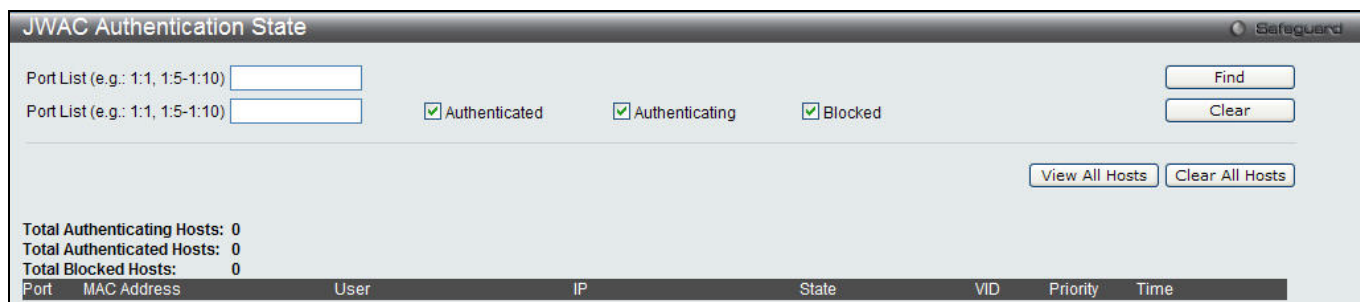 JWAC Authentication State Safeguard
Port List (e.g.: 1:1, 1:5-1:10) Find
Port List (e.g.: 1:1, 1:5-1:10) Authenticated Authenticating Blocked Clear
View All Hosts Clear All Hosts
Total Authenticating Hosts: 0
Total Authenticated Hosts: 0
Total Blocked Hosts: 0
Port MAC Address User IP State VID Priority Time